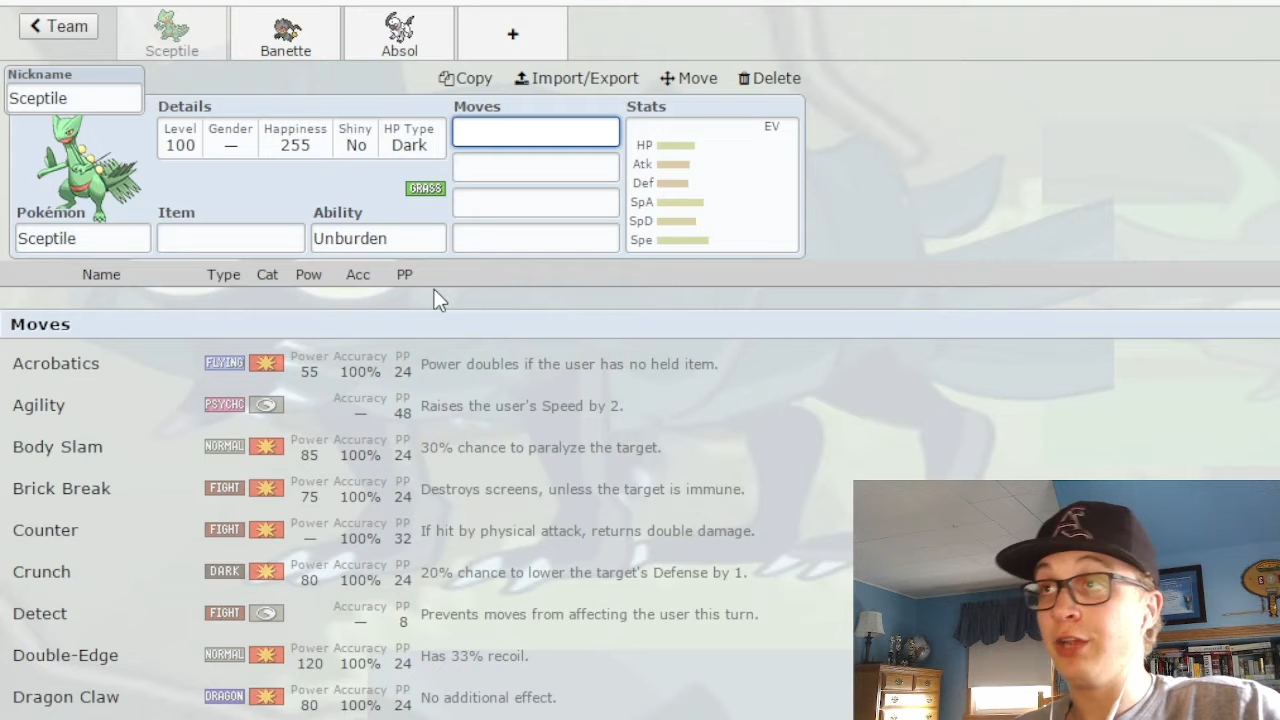 Team
Sceptile
Banette
Absol
+
Nickname
Sceptile
Copy Import/Export Move Delete
Details Moves Stats
Level Gender Happiness Shiny HP Type
100 — 255 No Dark
EV
HP
Atk
Def
SpA
SpD
Spe
GRASS
Pokémon Item Ability
Sceptile Unburden
Name Type Cat Pow Acc PP
Moves
Acrobatics FLYING Power 55 Accuracy 100% PP 24 Power doubles if the user has no held item.
Agility PSYCHC Accuracy — PP 48 Raises the user's Speed by 2.
Body Slam NORMAL Power 85 Accuracy 100% PP 24 30% chance to paralyze the target.
Brick Break FIGHT Power 75 Accuracy 100% PP 24 Destroys screens, unless the target is immune.
Counter FIGHT Power — Accuracy 100% PP 32 If hit by physical attack, returns double damage.
Crunch DARK Power 80 Accuracy 100% PP 24 20% chance to lower the target's Defense by 1.
Detect FIGHT Accuracy — PP 8 Prevents moves from affecting the user this turn.
Double-Edge NORMAL Power 120 Accuracy 100% PP 24 Has 33% recoil.
Dragon Claw DRAGON Power 80 Accuracy 100% PP 24 No additional effect.
A